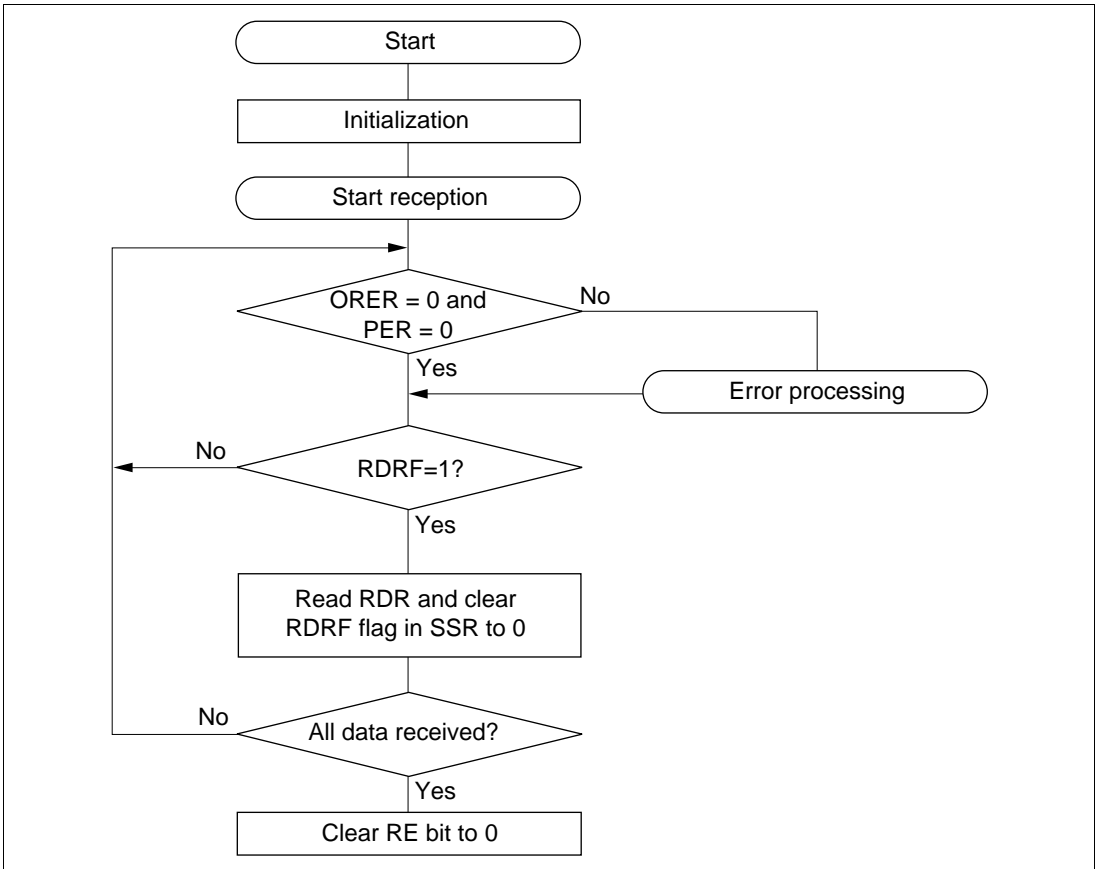 Start
Initialization
Start reception
ORER = 0 and
PER = 0
No
Yes
Error processing
No
RDRF=1?
Yes
Read RDR and clear
RDRF flag in SSR to 0
No
All data received?
Yes
Clear RE bit to 0